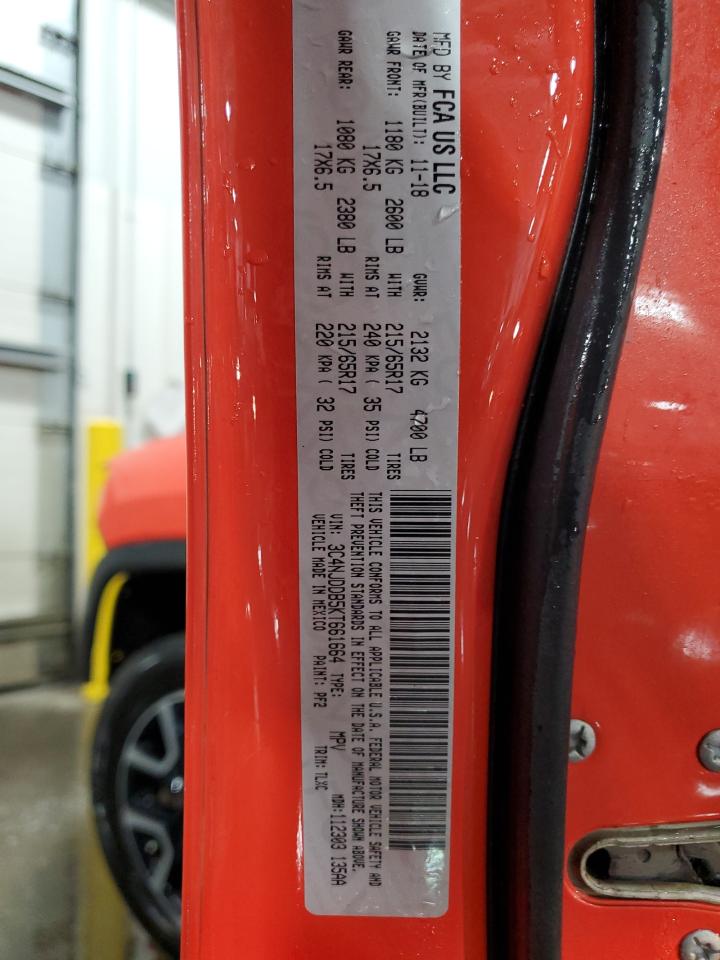 MFD BY FCA US LLC
DATE OF MFR(BUILT): 11-18 GVWR: 2132 KG 4700 LB
GAWR FRONT: 1180 KG 2600 LB WITH 215/65R17 TIRES
17X6.5 RIMS AT 240 KPA ( 35 PSI) COLD
GAWR REAR: 1080 KG 2380 LB WITH 215/65R17 TIRES
17X6.5 RIMS AT 220 KPA ( 32 PSI) COLD
THIS VEHICLE CONFORMS TO ALL APPLICABLE U.S.A. FEDERAL MOTOR VEHICLE SAFETY AND
THEFT PREVENTION STANDARDS IN EFFECT ON THE DATE OF MANUFACTURE SHOWN ABOVE.
VIN: 3C4NJDDB5KT661664 TYPE: MPV MDH:112303 135AA
VEHICLE MADE IN MEXICO PAINT: PF2 TRIM: TLXC